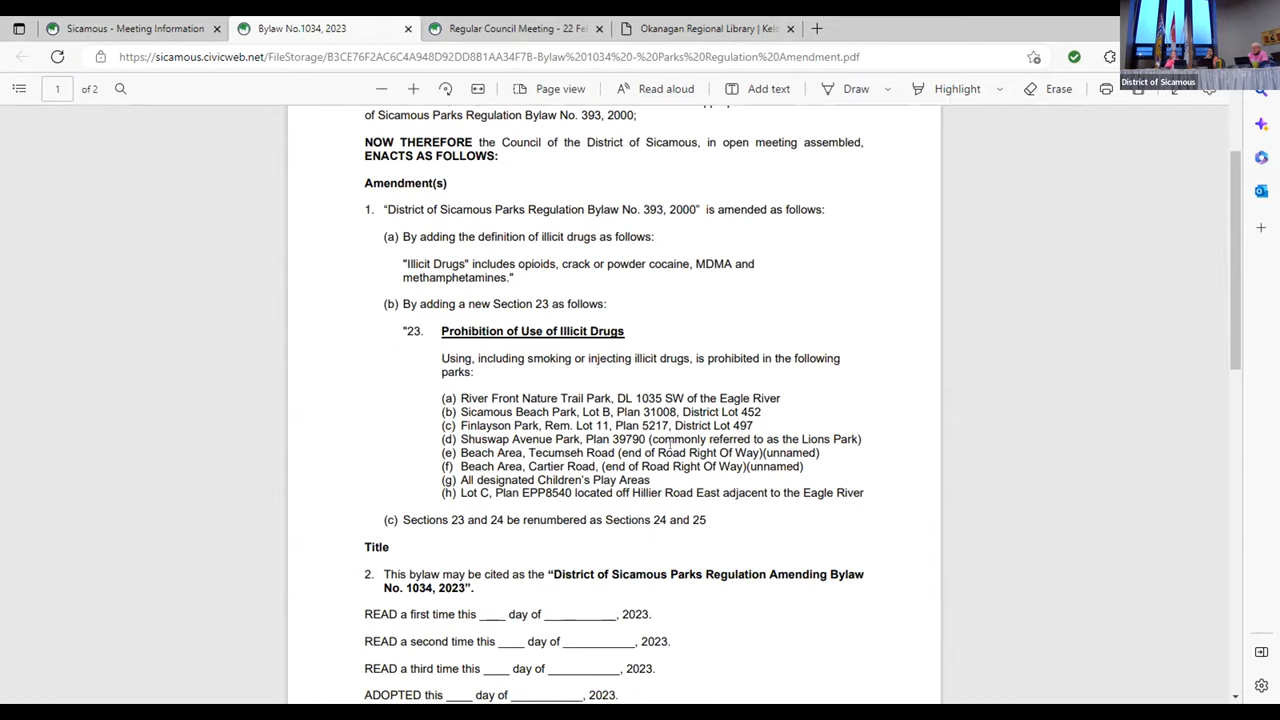 Sicamous - Meeting Information
Bylaw No.1034, 2023
Regular Council Meeting - 22 Fe
Okanagan Regional Library | Kelo
https://sicamous.civicweb.net/FileStorage/B3CE76F2AC6C4A948D92DD8B1AA34F7B-Bylaw%201034%20-%20Parks%20Regulation%20Amendment.pdf
District of Sicamous
1 of 2
Page view
Read aloud
Add text
Draw
Highlight
Erase
of Sicamous Parks Regulation Bylaw No. 393, 2000;
NOW THEREFORE the Council of the District of Sicamous, in open meeting assembled,
ENACTS AS FOLLOWS:
Amendment(s)
1. “District of Sicamous Parks Regulation Bylaw No. 393, 2000” is amended as follows:
(a) By adding the definition of illicit drugs as follows:
"Illicit Drugs" includes opioids, crack or powder cocaine, MDMA and
methamphetamines."
(b) By adding a new Section 23 as follows:
"23. Prohibition of Use of Illicit Drugs
Using, including smoking or injecting illicit drugs, is prohibited in the following
parks:
(a) River Front Nature Trail Park, DL 1035 SW of the Eagle River
(b) Sicamous Beach Park, Lot B, Plan 31008, District Lot 452
(c) Finlayson Park, Rem. Lot 11, Plan 5217, District Lot 497
(d) Shuswap Avenue Park, Plan 39790 (commonly referred to as the Lions Park)
(e) Beach Area, Tecumseh Road (end of Road Right Of Way)(unnamed)
(f) Beach Area, Cartier Road, (end of Road Right Of Way)(unnamed)
(g) All designated Children's Play Areas
(h) Lot C, Plan EPP8540 located off Hillier Road East adjacent to the Eagle River
(c) Sections 23 and 24 be renumbered as Sections 24 and 25
Title
2. This bylaw may be cited as the “District of Sicamous Parks Regulation Amending Bylaw
No. 1034, 2023”.
READ a first time this ____ day of __________, 2023.
READ a second time this ____ day of __________, 2023.
READ a third time this ____ day of __________, 2023.
ADOPTED this ____ day of __________, 2023.